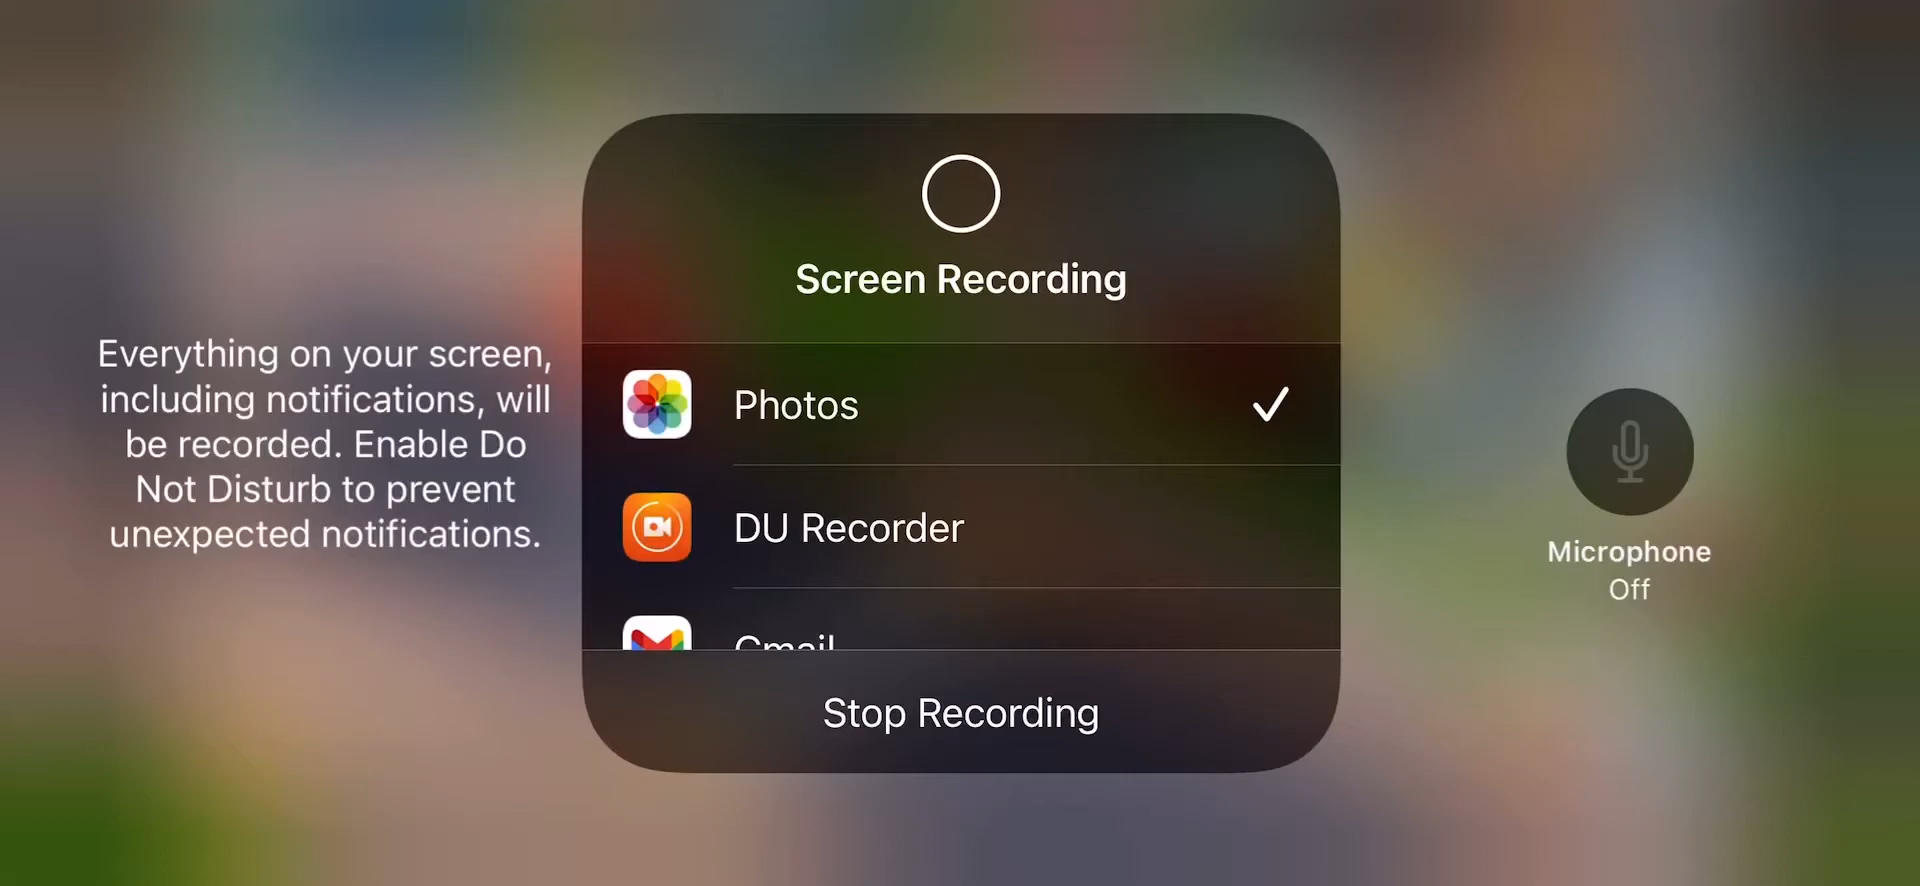 Everything on your screen,
including notifications, will
be recorded. Enable Do
Not Disturb to prevent
unexpected notifications.
Screen Recording
Photos
DU Recorder
Gmail
Stop Recording
Microphone
Off